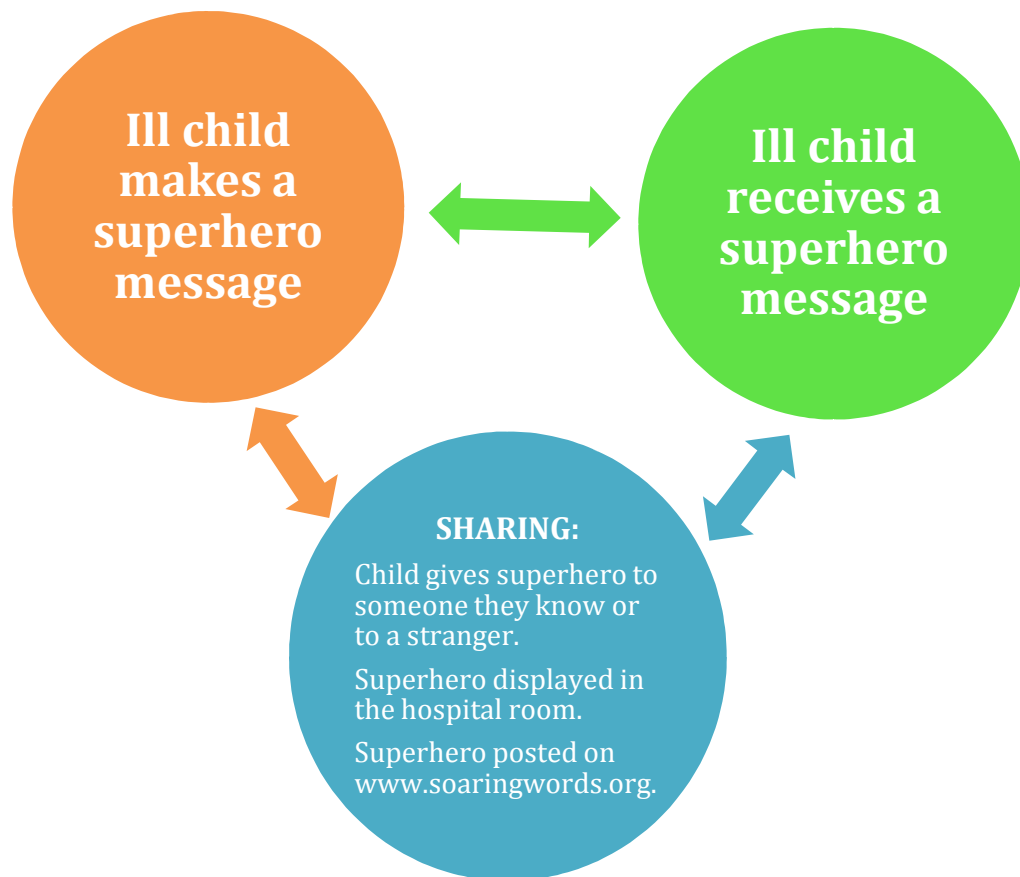 Ill child
makes a
superhero
message
Ill child
receives a
superhero
message
SHARING:
Child gives superhero to
someone they know or
to a stranger.
Superhero displayed in
the hospital room.
Superhero posted on
www.soaringwords.org.